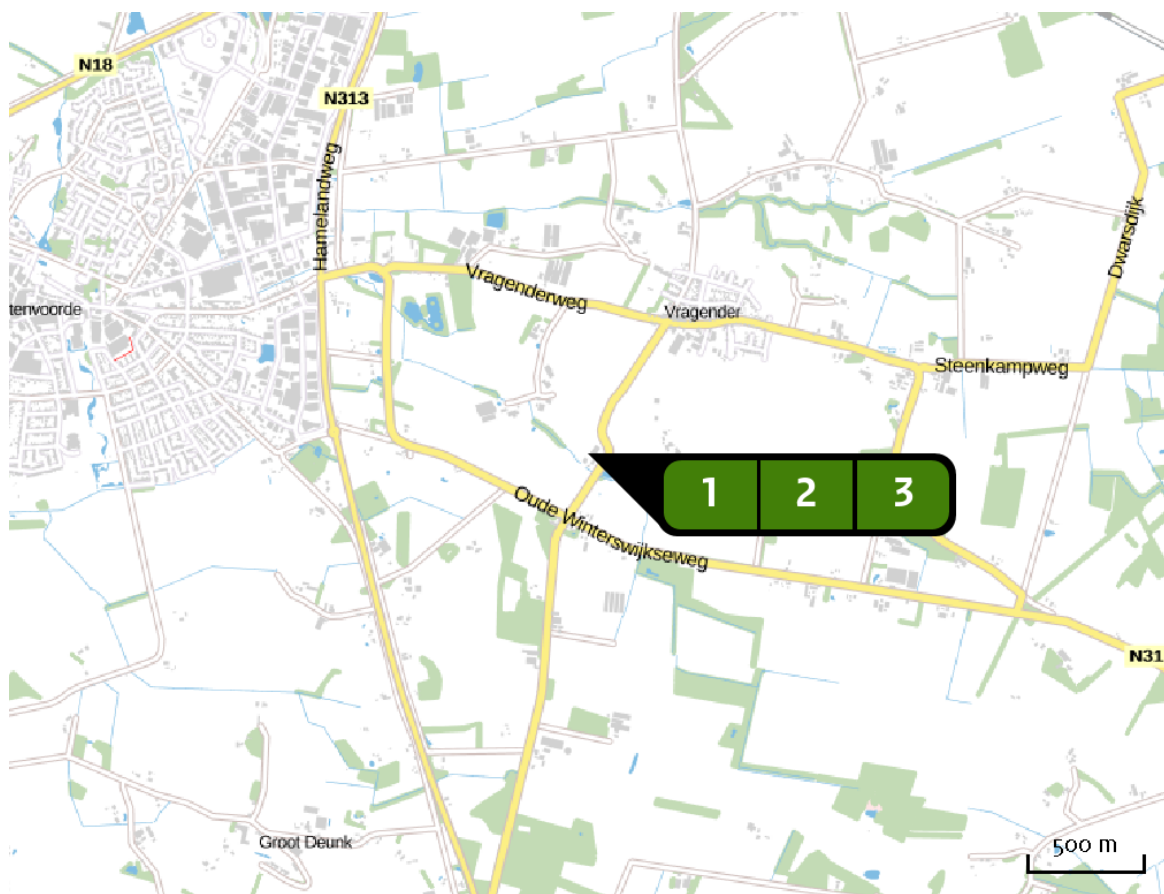 N18
N313
Hamelandweg
Dwarsdijk
Vragenderweg
tenvoorde
Vragender
Steenkampweg
1 2 3
Oude Winterswijkseweg
N31
Groot Deunk
500 m